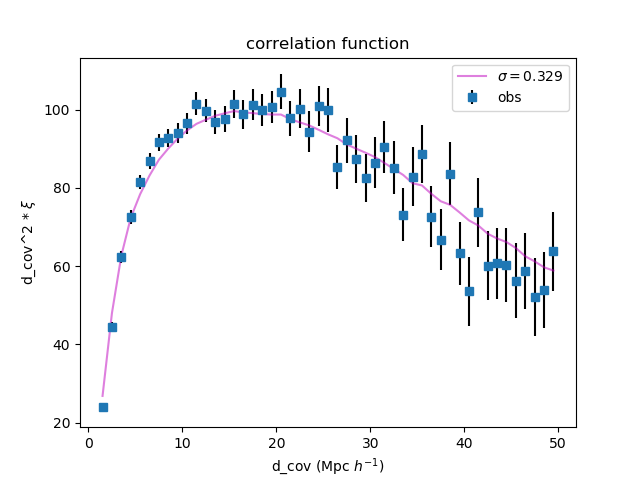 correlation function
σ = 0.329
obs
d_cov^2 * ξ
100
80
60
40
20
0 10 20 30 40 50
d_cov (Mpc h⁻¹)